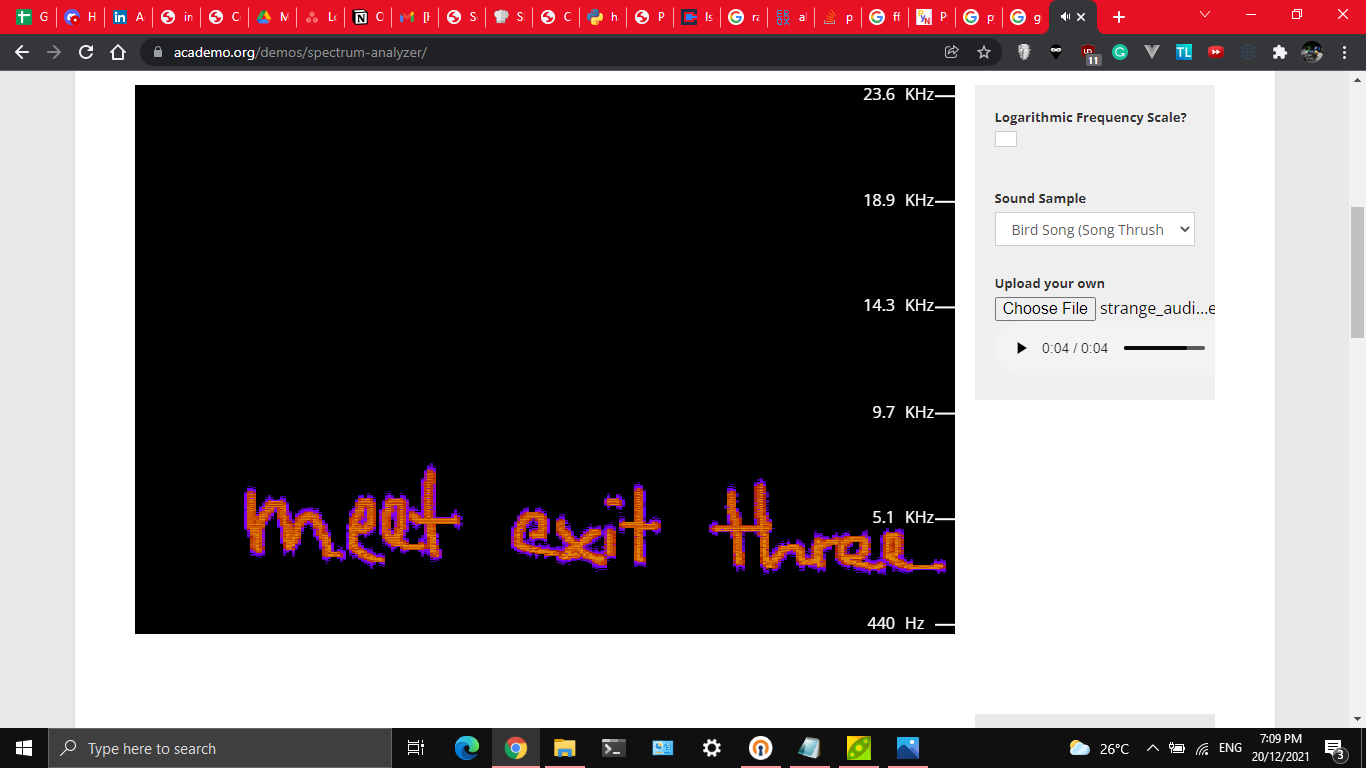 G
H
A
in
C
M
Lo
C
[H
S
C
S
S
C
h
P
Is
ra
al
p
G
ff
P
p
g
academo.org/demos/spectrum-analyzer/
11
TL
23.6 KHz
18.9 KHz
14.3 KHz
9.7 KHz
5.1 KHz
440 Hz
meet exit three
Logarithmic Frequency Scale?
Sound Sample
Bird Song (Song Thrush
Upload your own
Choose File strange_audi...e
0:04 / 0:04
Type here to search
26°C
ENG
7:09 PM
20/12/2021
3